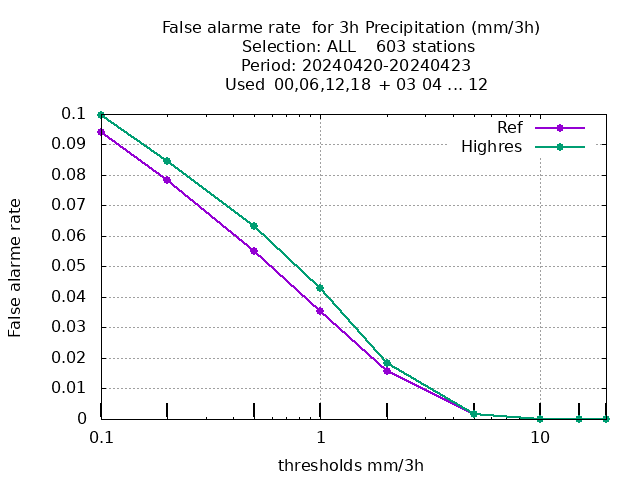 False alarme rate  for 3h Precipitation (mm/3h)
Selection: ALL    603 stations
Period: 20240420-20240423
Used  00,06,12,18  + 03 04 ... 12
Ref
Highres
False alarme rate
0.1
0.09
0.08
0.07
0.06
0.05
0.04
0.03
0.02
0.01
0
0.1
1
10
thresholds mm/3h